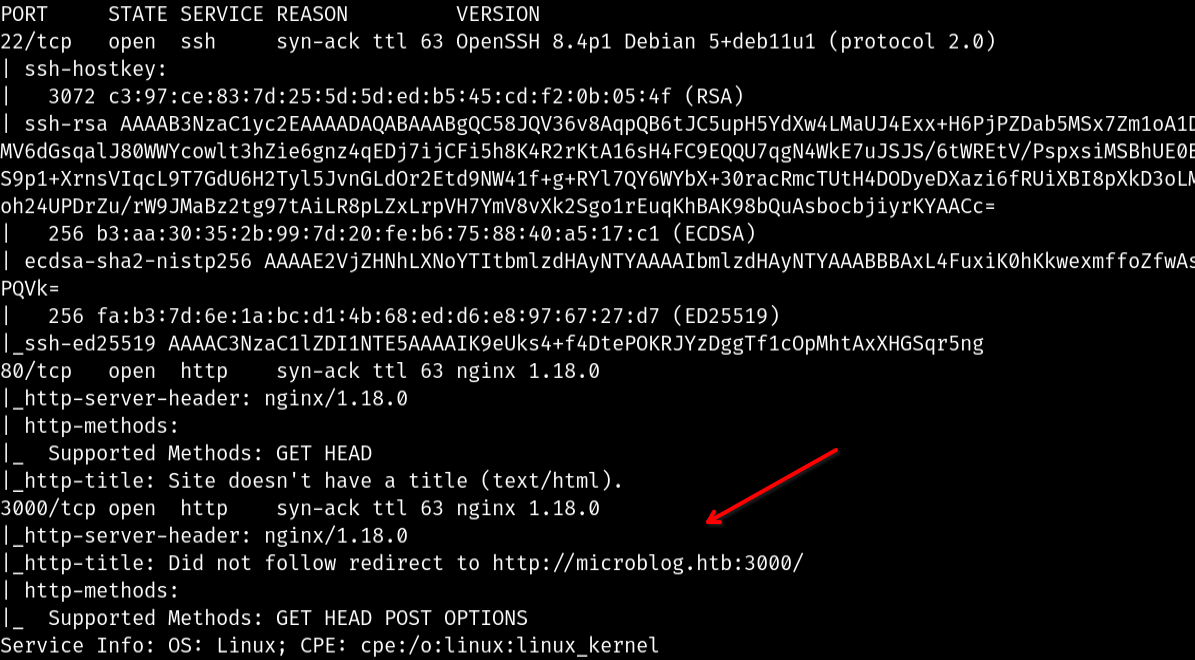 PORT     STATE SERVICE REASON         VERSION
22/tcp   open  ssh     syn-ack ttl 63 OpenSSH 8.4p1 Debian 5+deb11u1 (protocol 2.0)
| ssh-hostkey:
|   3072 c3:97:ce:83:7d:25:5d:5d:ed:b5:45:cd:f2:0b:05:4f (RSA)
| ssh-rsa AAAAB3NzaC1yc2EAAAADAQABAAABgQC58JQV36v8AqpQB6tJC5upH5YdXw4LMaUJ4Exx+H6PjPZDab5MSx7Zm1oA1D
MV6dGsqalJ80WWYcowlt3hZie6gnz4qEDj7ijCFi5h8K4R2rKtA16sH4FC9EQQU7qgN4WkE7uJSJS/6tWREtV/PspxsiMSBhUE0E
S9p1+XrnsVIqcL9T7GdU6H2Tyl5JvnGLdOr2Etd9NW41f+g+RYl7QY6WYbX+30racRmcTUtH4DODyeDXazi6fRUiXBI8pXkD3oLM
oh24UPDrZu/rW9JMaBz2tg97tAiLR8pLZxLrpVH7YmV8vXk2Sgo1rEuqKhBAK98bQuAsbocbjiyrKYAACc=
|   256 b3:aa:30:35:2b:99:7d:20:fe:b6:75:88:40:a5:17:c1 (ECDSA)
| ecdsa-sha2-nistp256 AAAAE2VjZHNhLXNoYTItbmlzdHAyNTYAAAAIbmlzdHAyNTYAAABBBAxL4FuxiK0hKkwexmffoZfwAs
PQVk=
|   256 fa:b3:7d:6e:1a:bc:d1:4b:68:ed:d6:e8:97:67:27:d7 (ED25519)
|_ssh-ed25519 AAAAC3NzaC1lZDI1NTE5AAAAIK9eUks4+f4DtePOKRJYzDggTf1cOpMhtAxXHGSqr5ng
80/tcp   open  http    syn-ack ttl 63 nginx 1.18.0
|_http-server-header: nginx/1.18.0
| http-methods:
|_  Supported Methods: GET HEAD
|_http-title: Site doesn't have a title (text/html).
3000/tcp open  http    syn-ack ttl 63 nginx 1.18.0
|_http-server-header: nginx/1.18.0
|_http-title: Did not follow redirect to http://microblog.htb:3000/
| http-methods:
|_  Supported Methods: GET HEAD POST OPTIONS
Service Info: OS: Linux; CPE: cpe:/o:linux:linux_kernel